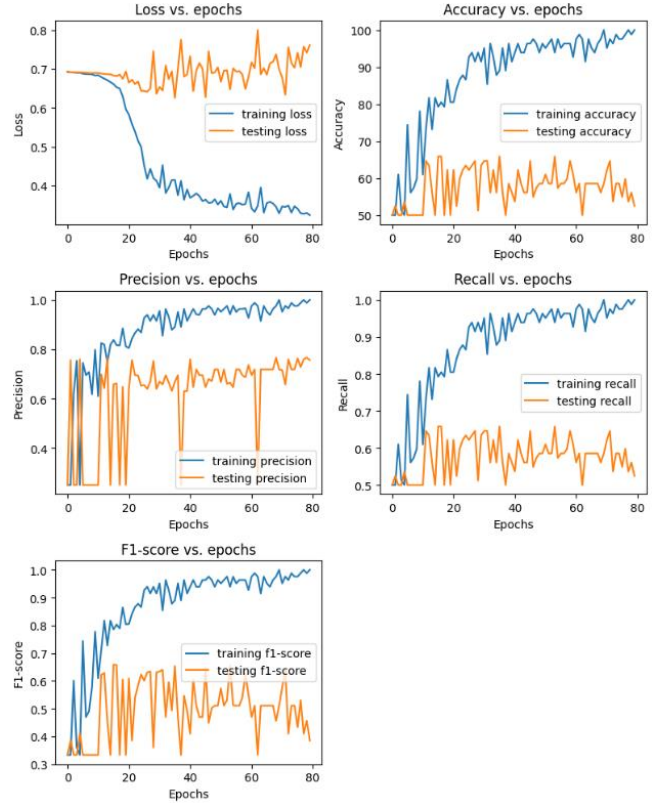 Loss vs. epochs
0.8
0.7
0.6
0.5
0.4
Loss
training loss
testing loss
0 20 40 60 80
Epochs
Accuracy vs. epochs
100
90
80
70
60
50
Accuracy
training accuracy
testing accuracy
0 20 40 60 80
Epochs
Precision vs. epochs
1.0
0.8
0.6
0.4
Precision
training precision
testing precision
0 20 40 60 80
Epochs
Recall vs. epochs
1.0
0.9
0.8
0.7
0.6
0.5
Recall
training recall
testing recall
0 20 40 60 80
Epochs
F1-score vs. epochs
1.0
0.9
0.8
0.7
0.6
0.5
0.4
0.3
F1-score
training f1-score
testing f1-score
0 20 40 60 80
Epochs